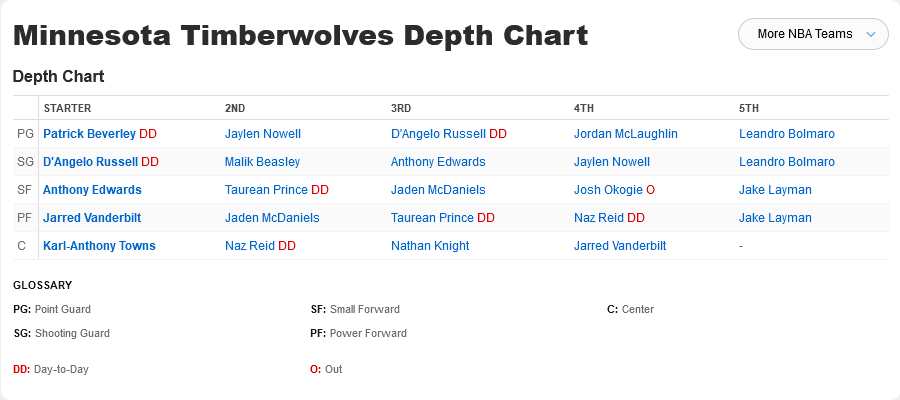 Minnesota Timberwolves Depth Chart
More NBA Teams
Depth Chart
STARTER 2ND 3RD 4TH 5TH
PG Patrick Beverley DD Jaylen Nowell D'Angelo Russell DD Jordan McLaughlin Leandro Bolmaro
SG D'Angelo Russell DD Malik Beasley Anthony Edwards Jaylen Nowell Leandro Bolmaro
SF Anthony Edwards Taurean Prince DD Jaden McDaniels Josh Okogie O Jake Layman
PF Jarred Vanderbilt Jaden McDaniels Taurean Prince DD Naz Reid DD Jake Layman
C Karl-Anthony Towns Naz Reid DD Nathan Knight Jarred Vanderbilt -
GLOSSARY
PG: Point Guard SF: Small Forward C: Center
SG: Shooting Guard PF: Power Forward
DD: Day-to-Day O: Out